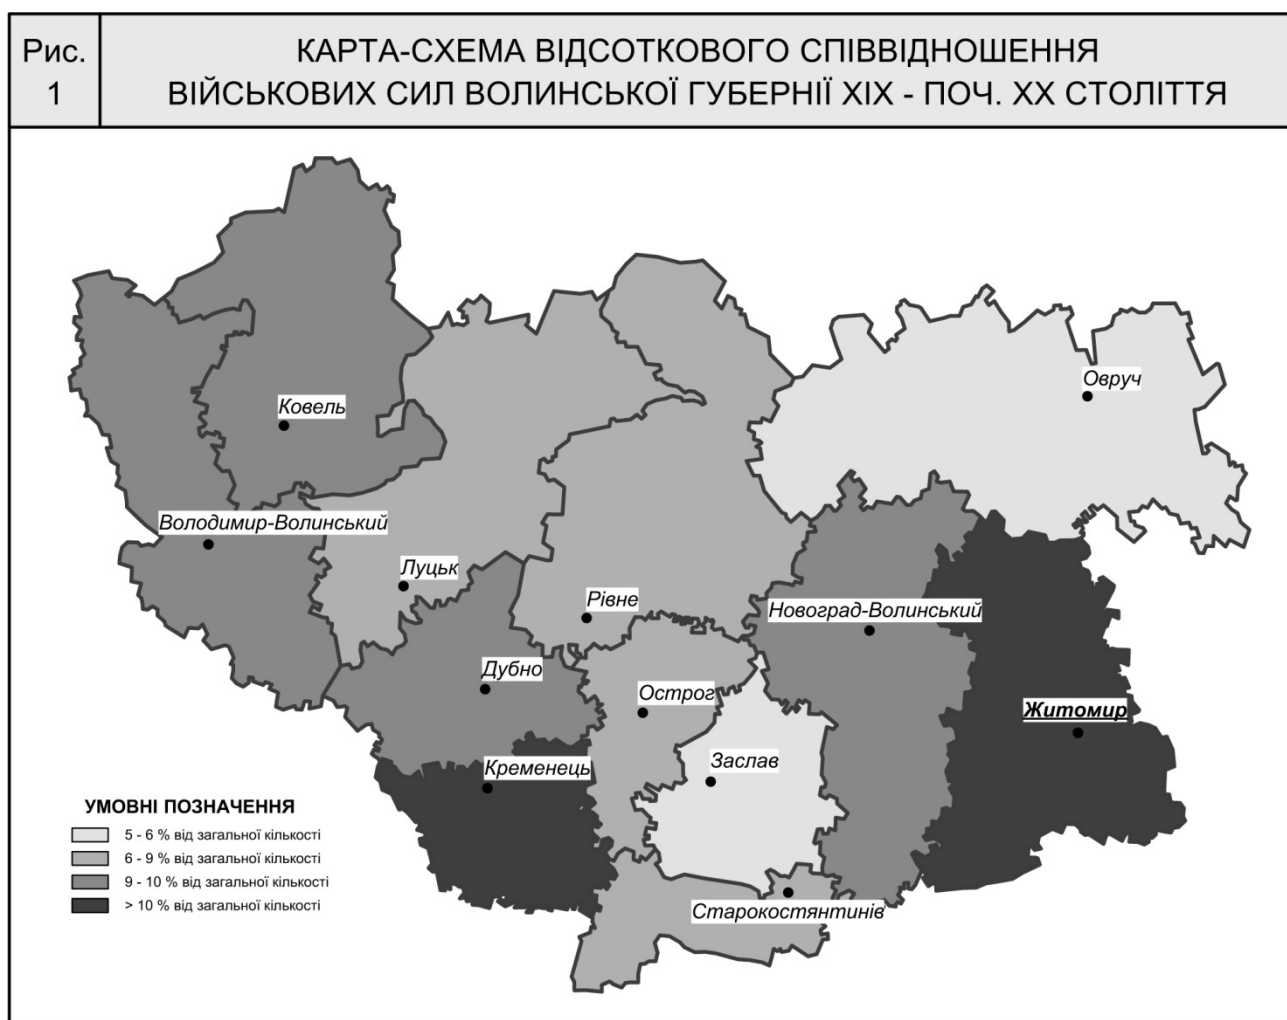 Рис.
1
КАРТА-СХЕМА ВІДСОТКОВОГО СПІВВІДНОШЕННЯ
ВІЙСЬКОВИХ СИЛ ВОЛИНСЬКОЇ ГУБЕРНІЇ XIX - ПОЧ. XX СТОЛІТТЯ
Овруч
Ковель
Володимир-Волинський
Луцьк
Рівне
Новоград-Волинський
Дубно
Острог
Житомир
Кременець
Заслав
Старокостянтинів
УМОВНІ ПОЗНАЧЕННЯ
5 - 6 % від загальної кількості
6 - 9 % від загальної кількості
9 - 10 % від загальної кількості
> 10 % від загальної кількості